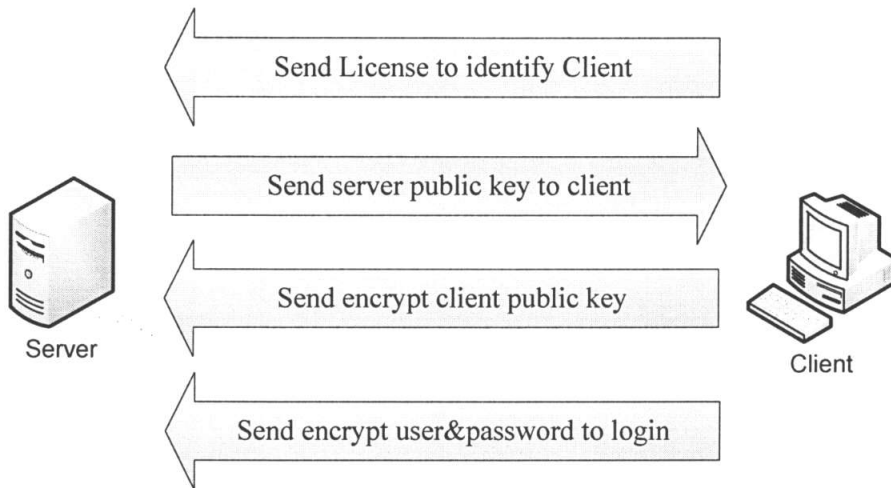 Send License to identify Client
Send server public key to client
Send encrypt client public key
Server
Client
Send encrypt user&password to login